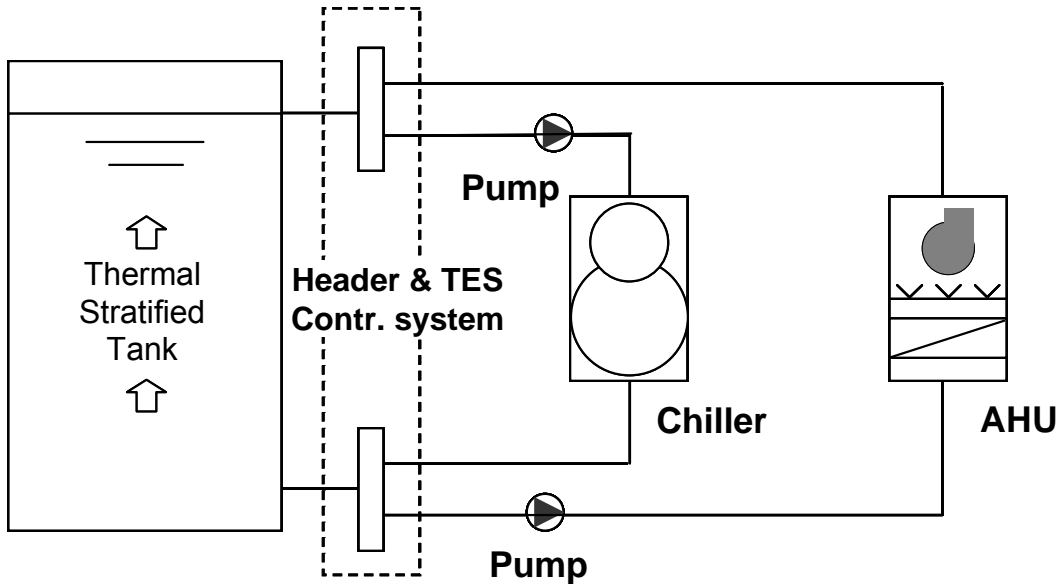 Pump
Thermal
Stratified
Tank
Header & TES
Contr. system
Chiller
AHU
Pump